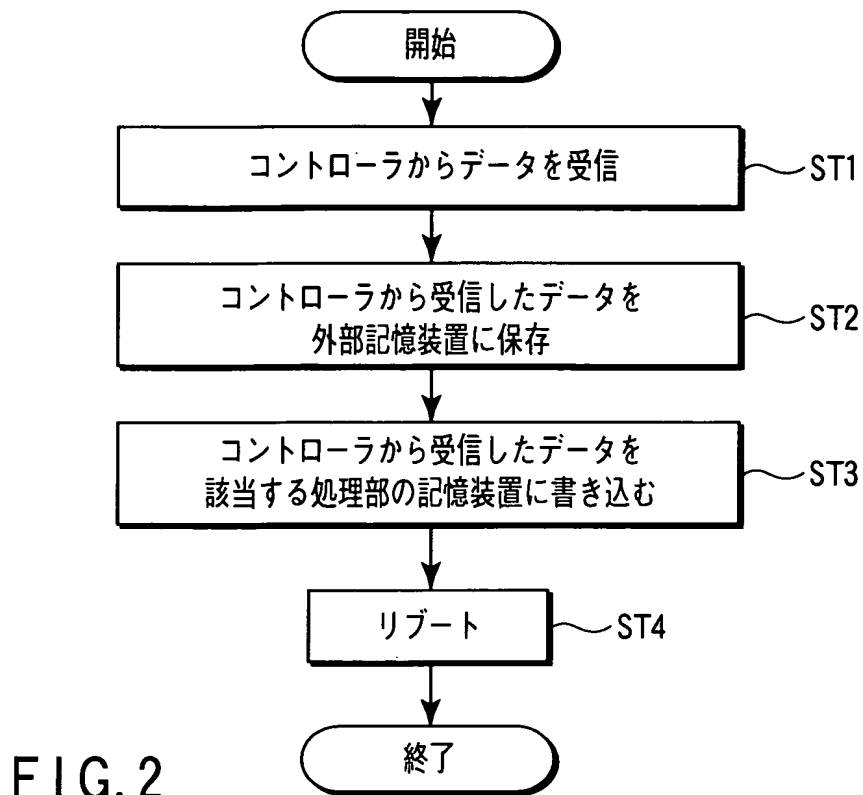 開始
コントローラからデータを受信
ST1
コントローラから受信したデータを
外部記憶装置に保存
ST2
コントローラから受信したデータを
該当する処理部の記憶装置に書き込む
ST3
リブート
ST4
終了
FIG.2